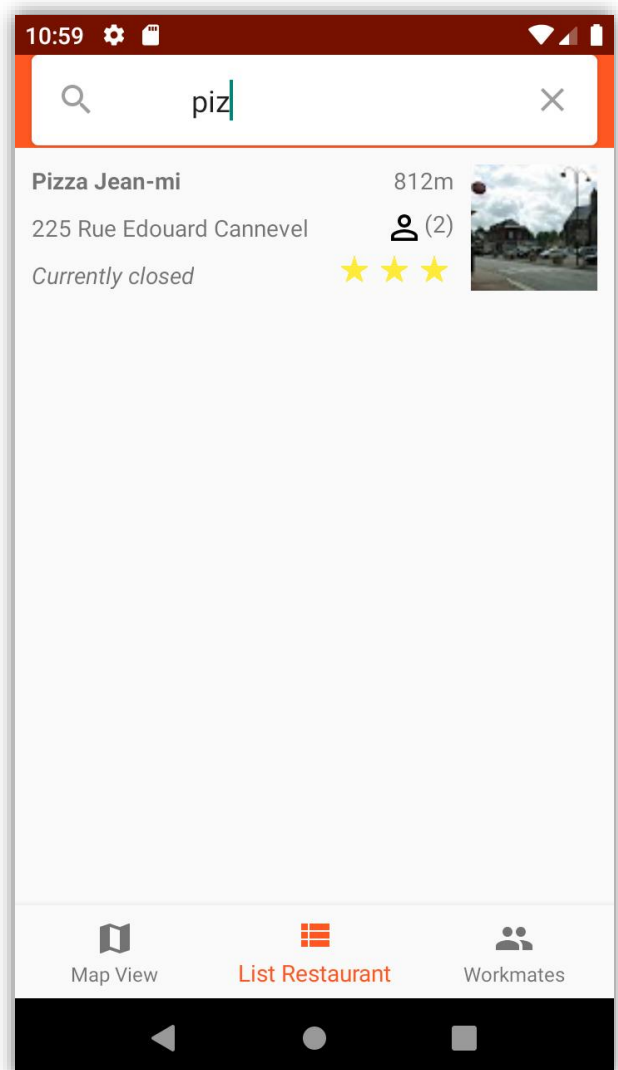 10:59
piz
Pizza Jean-mi 812m
225 Rue Edouard Cannevel (2)
Currently closed
Map View List Restaurant Workmates